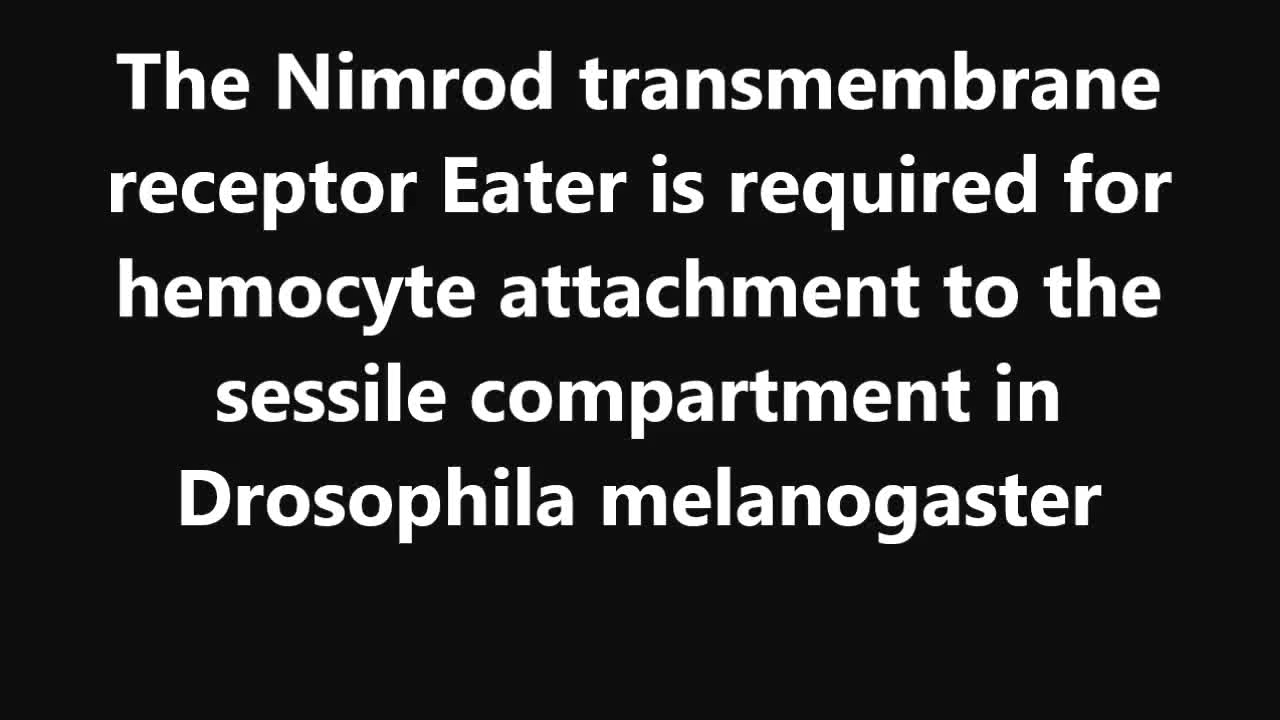 The Nimrod transmembrane
receptor Eater is required for
hemocyte attachment to the
sessile compartment in
Drosophila melanogaster